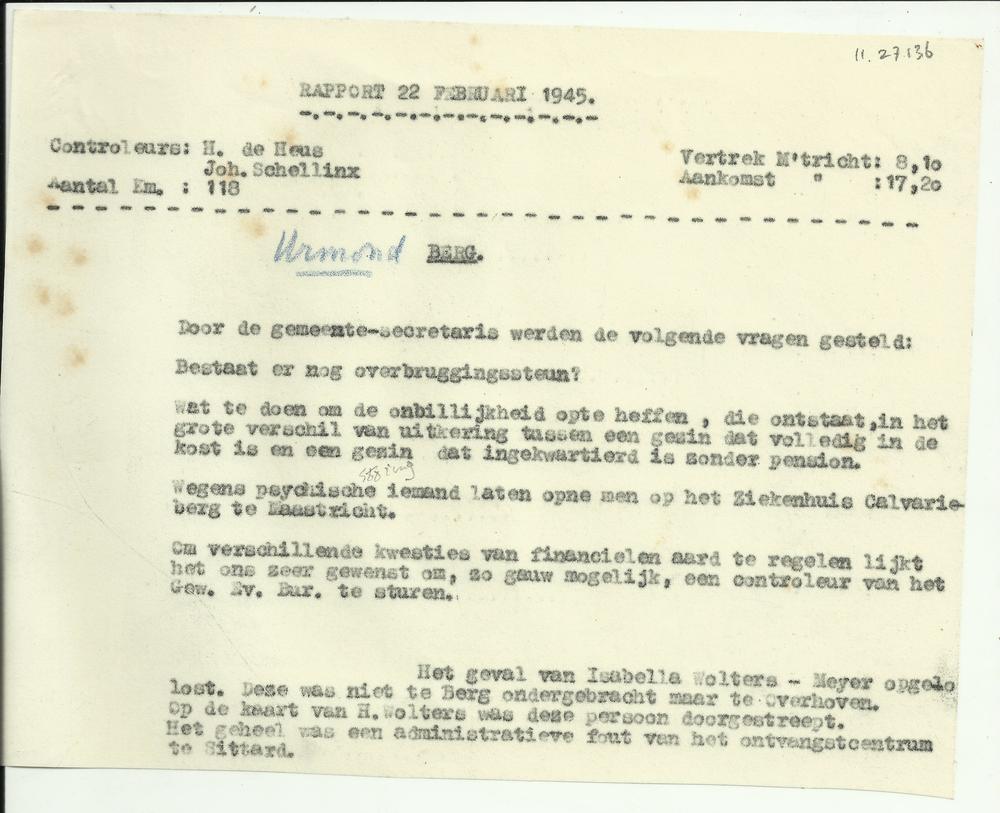 11.27.136
RAPPORT 22 FEBRUARI 1945.
-.-.-.-.-.-.-.-.-.-.-.-.-
Controleurs: H. de Heus
Joh.Schellinx
Aantal Em. : 118
Vertrek M'tricht: 8,10
Aankomst " :17,20
Urmond BERG.
Door de gemeente-secretaris werden de volgende vragen gesteld:
Bestaat er nog overbruggingssteun?
Wat te doen om de onbillijkheid opte heffen , die ontstaat,in het
grote verschil van uitkering tussen een gezin dat volledig in de
kost is en een gezin dat ingekwartierd is zonder pension.
störing
Wegens psychische iemand laten opne men op het Ziekenhuis Calvarie-
berg te Maastricht.
Om verschillende kwesties van financielen aard te regelen lijkt
het ons zeer gewenst om, zo gauw mogelijk, een controleur van het
Gew. Ev. Bur. te sturen.
Het geval van Isabella Wolters - Meyer opgelo
lost. Deze was niet te Berg ondergebracht maar te Overhoven.
Op de kaart van H.Wolters was deze persoon doorgestreept.
Het geheel was een administratieve fout van het ontvangstcentrum
te Sittard.